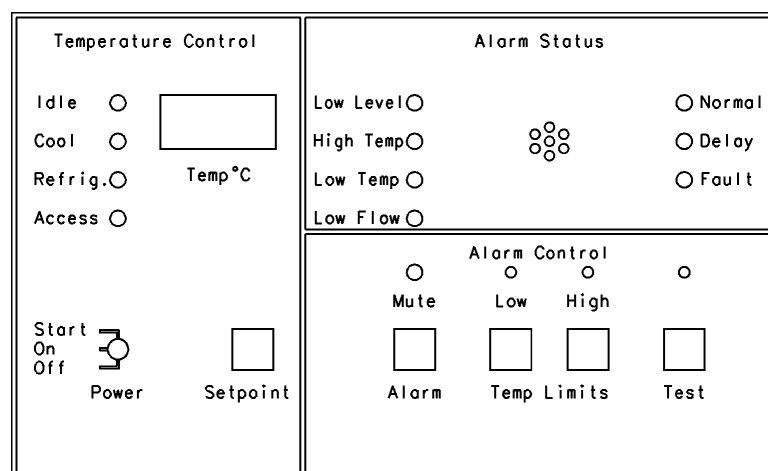 Temperature Control
Idle
Cool
Refrig.
Access
Temp°C
Start
On
Off
Power
Setpoint
Alarm Status
Low Level
High Temp
Low Temp
Low Flow
Normal
Delay
Fault
Alarm Control
Mute Low High
Alarm Temp Limits Test